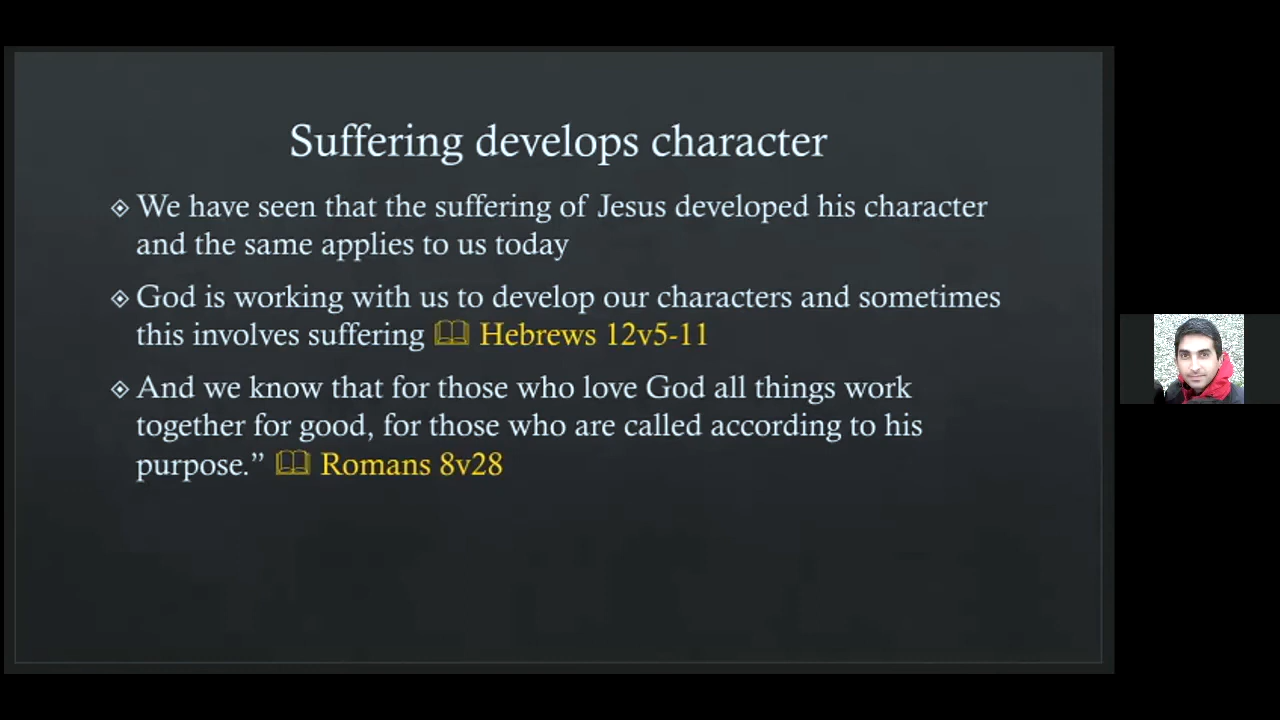 Suffering develops character
We have seen that the suffering of Jesus developed his character
and the same applies to us today
God is working with us to develop our characters and sometimes
this involves suffering Hebrews 12v5-11
And we know that for those who love God all things work
together for good, for those who are called according to his
purpose.” Romans 8v28